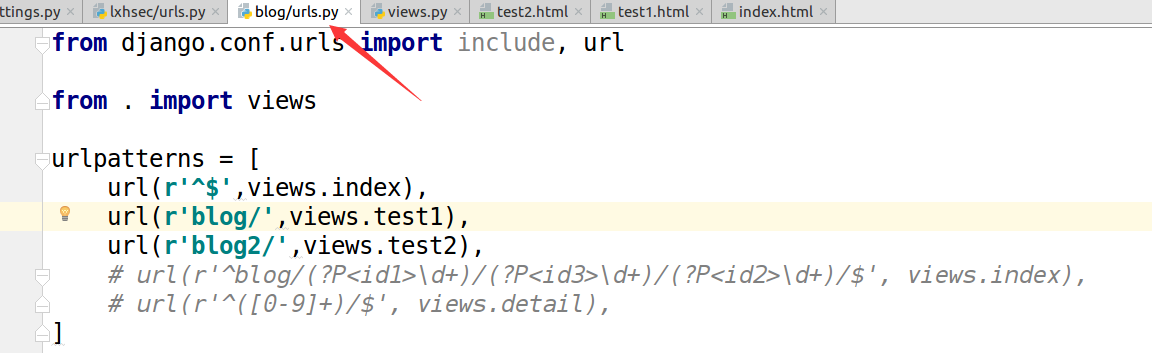 ttings.py × lxhsec/urls.py × blog/urls.py × views.py × test2.html × test1.html × index.html ×
from django.conf.urls import include, url
from . import views
urlpatterns = [
    url(r'^$',views.index),
    url(r'blog/',views.test1),
    url(r'blog2/',views.test2),
    # url(r'^blog/(?P<id1>\d+)/(?P<id3>\d+)/(?P<id2>\d+)/$', views.index),
    # url(r'^([0-9]+)/$', views.detail),
]